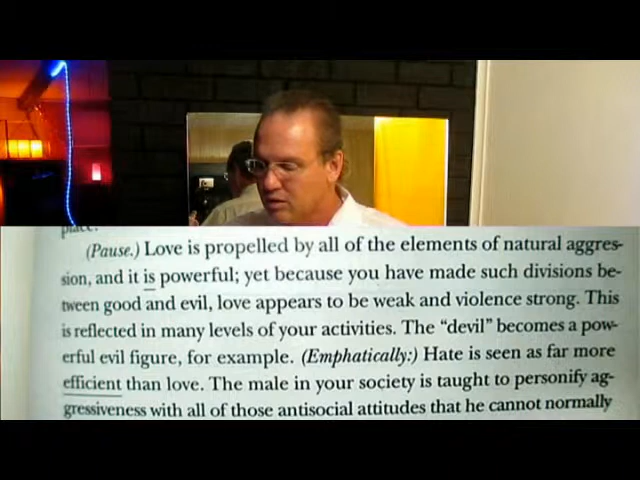 place.
(Pause.) Love is propelled by all of the elements of natural aggres-
sion, and it is powerful; yet because you have made such divisions be-
tween good and evil, love appears to be weak and violence strong. This
is reflected in many levels of your activities. The “devil” becomes a pow-
erful evil figure, for example. (Emphatically:) Hate is seen as far more
efficient than love. The male in your society is taught to personify ag-
gressiveness with all of those antisocial attitudes that he cannot normally